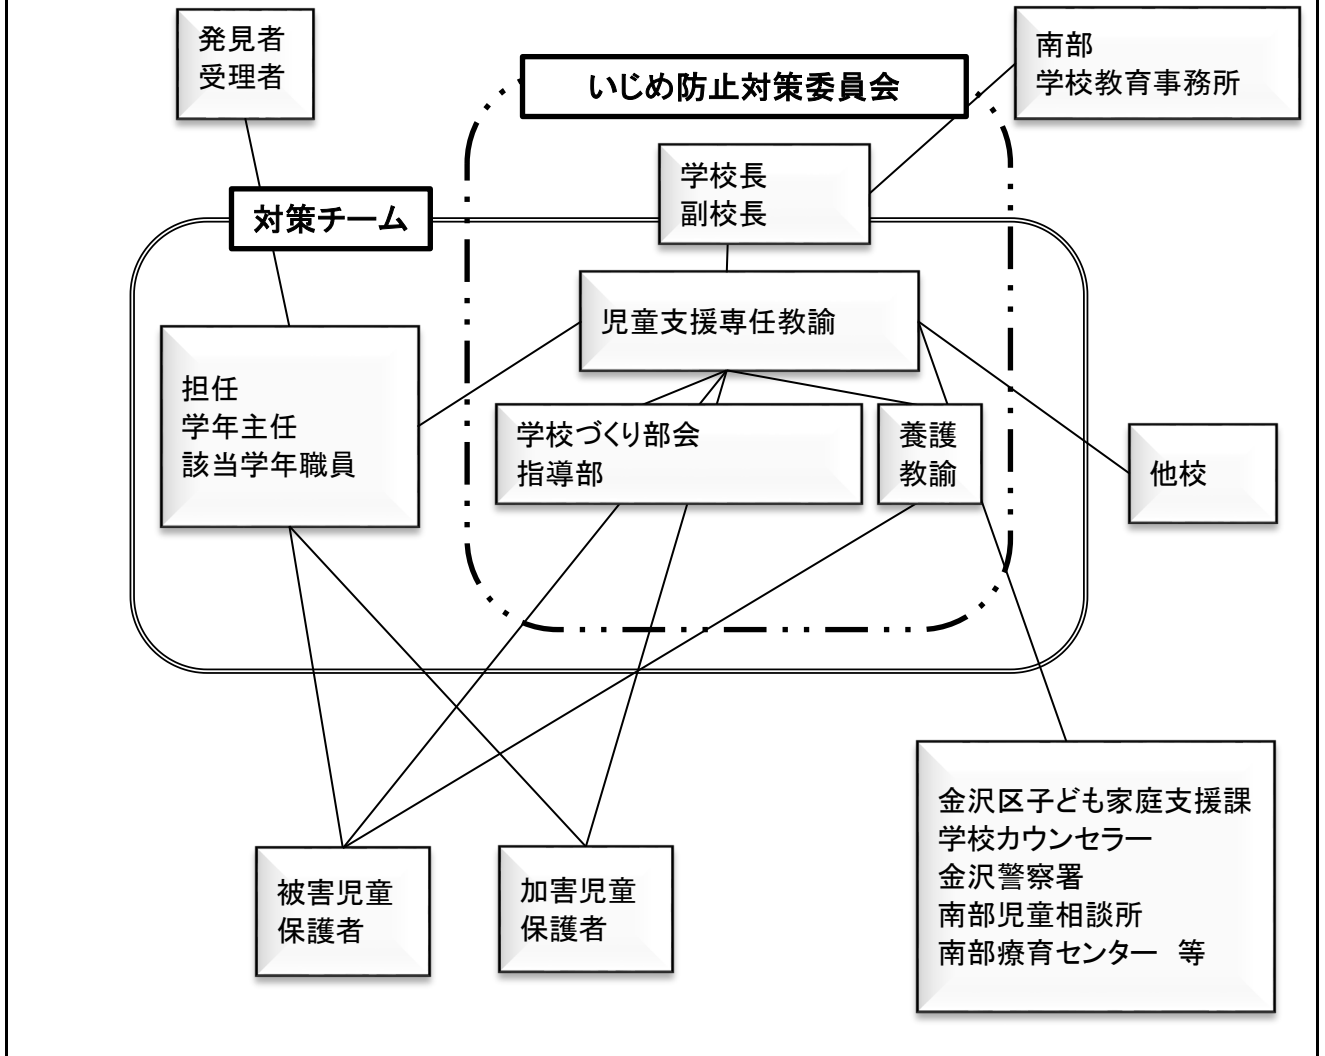 発見者
受理者
南部
学校教育事務所
いじめ防止対策委員会
学校長
副校長
対策チーム
児童支援専任教諭
担任
学年主任
該当学年職員
学校づくり部会
指導部
養護
教諭
他校
金沢区子ども家庭支援課
学校カウンセラー
金沢警察署
南部児童相談所
南部療育センター　等
被害児童
保護者
加害児童
保護者